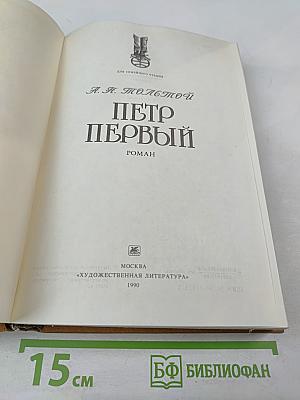 ДЛЯ СЕМЕЙНОГО ЧТЕНИЯ
А. Н. ТОЛСТОЙ
ПЕТР
ПЕРВЫЙ
РОМАН
МОСКВА
«ХУДОЖЕСТВЕННАЯ ЛИТЕРАТУРА»
1990
15 см
БФ БИБЛИОФАН